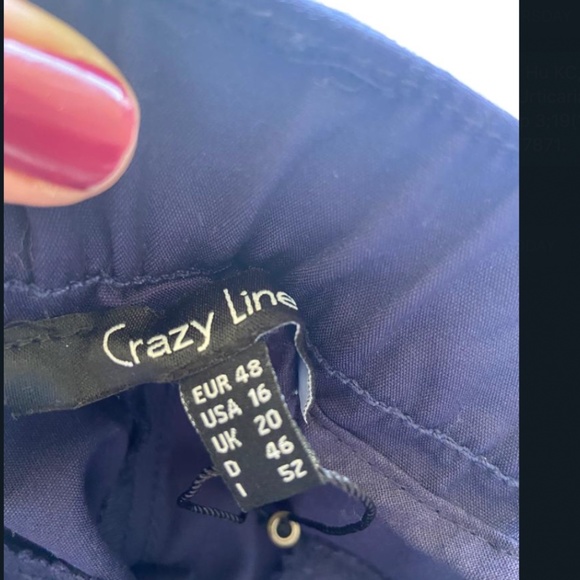 Crazy Line
EUR 48
USA 16
UK 20
D 46
I 52